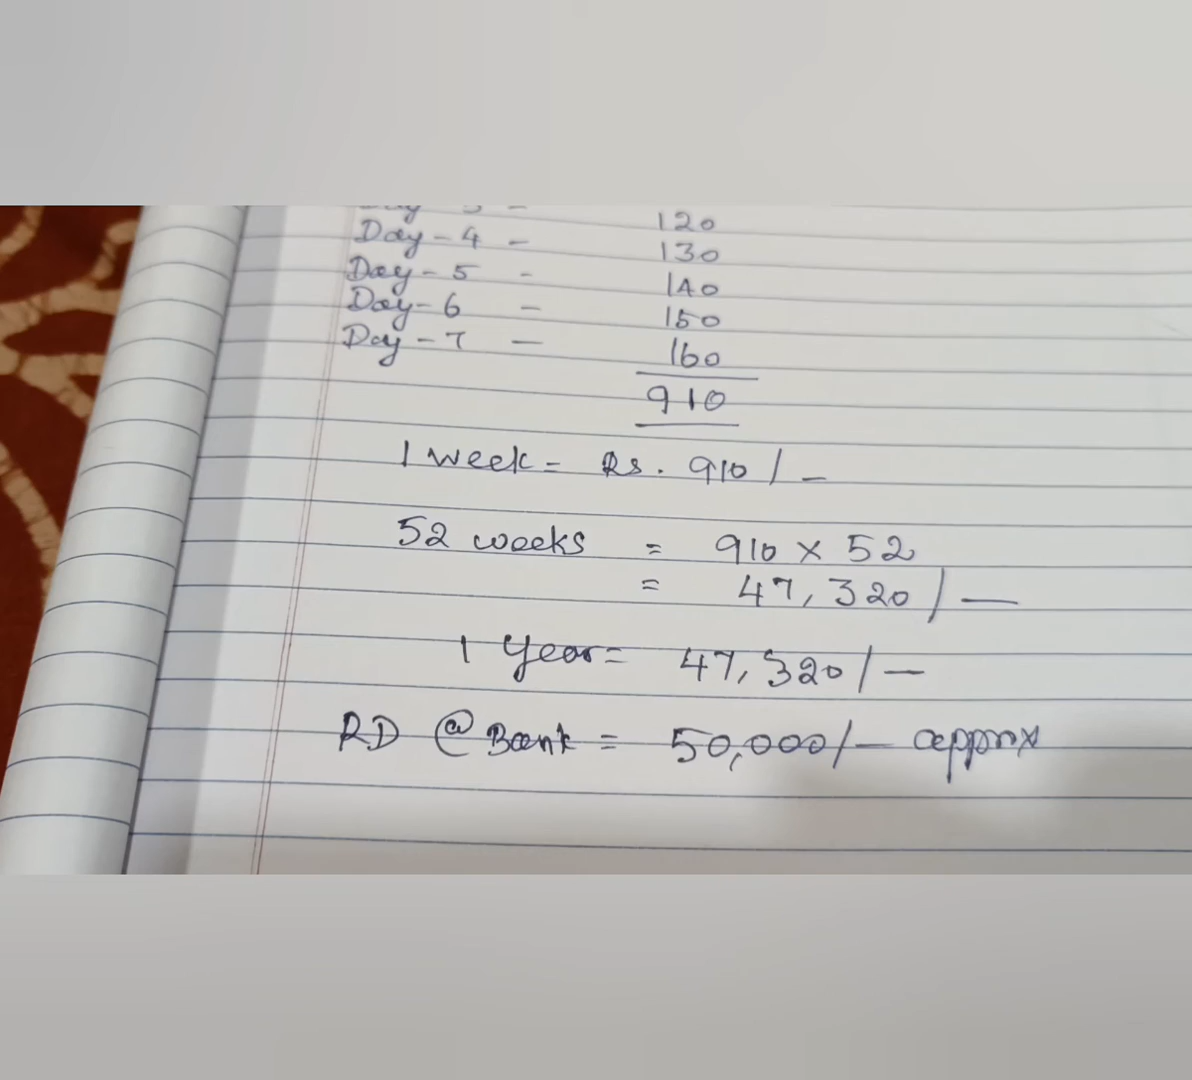 120
Day - 4 - 130
Day - 5 - 140
Day - 6 - 150
Day - 7 - 160
910
1 week = Rs. 910/-
52 weeks = 910 x 52
= 47,320/-
1 Year = 47,320/-
RD @ Bank = 50,000/- approx